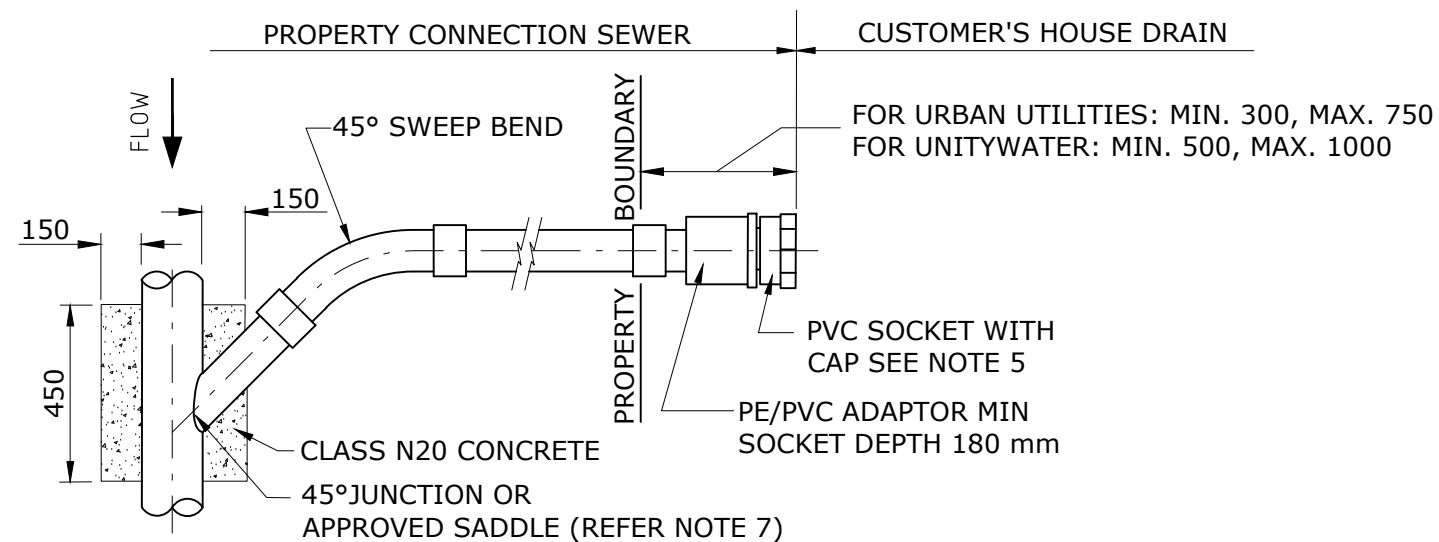 PROPERTY CONNECTION SEWER
CUSTOMER'S HOUSE DRAIN
FLOW
45° SWEEP BEND
PROPERTY BOUNDARY
FOR URBAN UTILITIES: MIN. 300, MAX. 750
FOR UNITYWATER: MIN. 500, MAX. 1000
150
150
450
PVC SOCKET WITH
CAP SEE NOTE 5
PE/PVC ADAPTOR MIN
SOCKET DEPTH 180 mm
CLASS N20 CONCRETE
45°JUNCTION OR
APPROVED SADDLE (REFER NOTE 7)